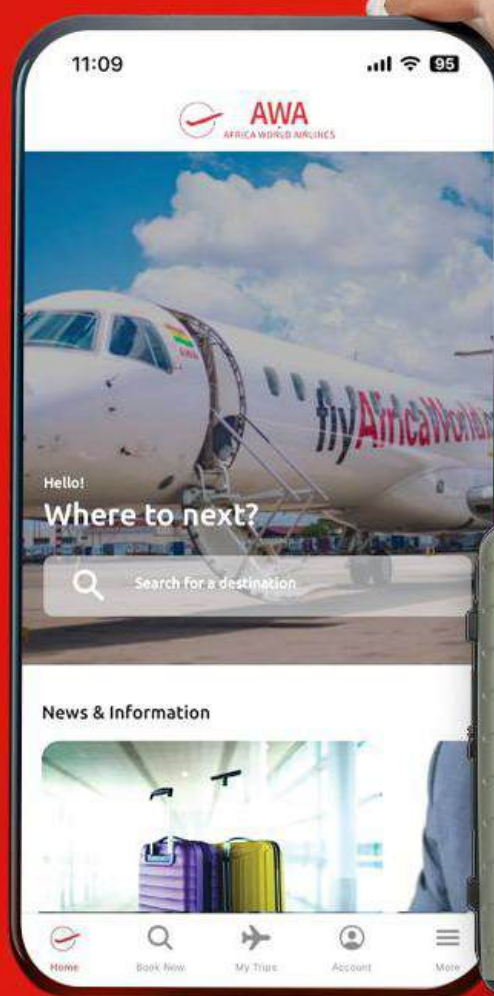 11:09
95
AWA
AFRICA WORLD AIRLINES
flyAfricaWorld.c
Hello!
Where to next?
Search for a destination
News & Information
Home
Book Now
My Trips
Account
More